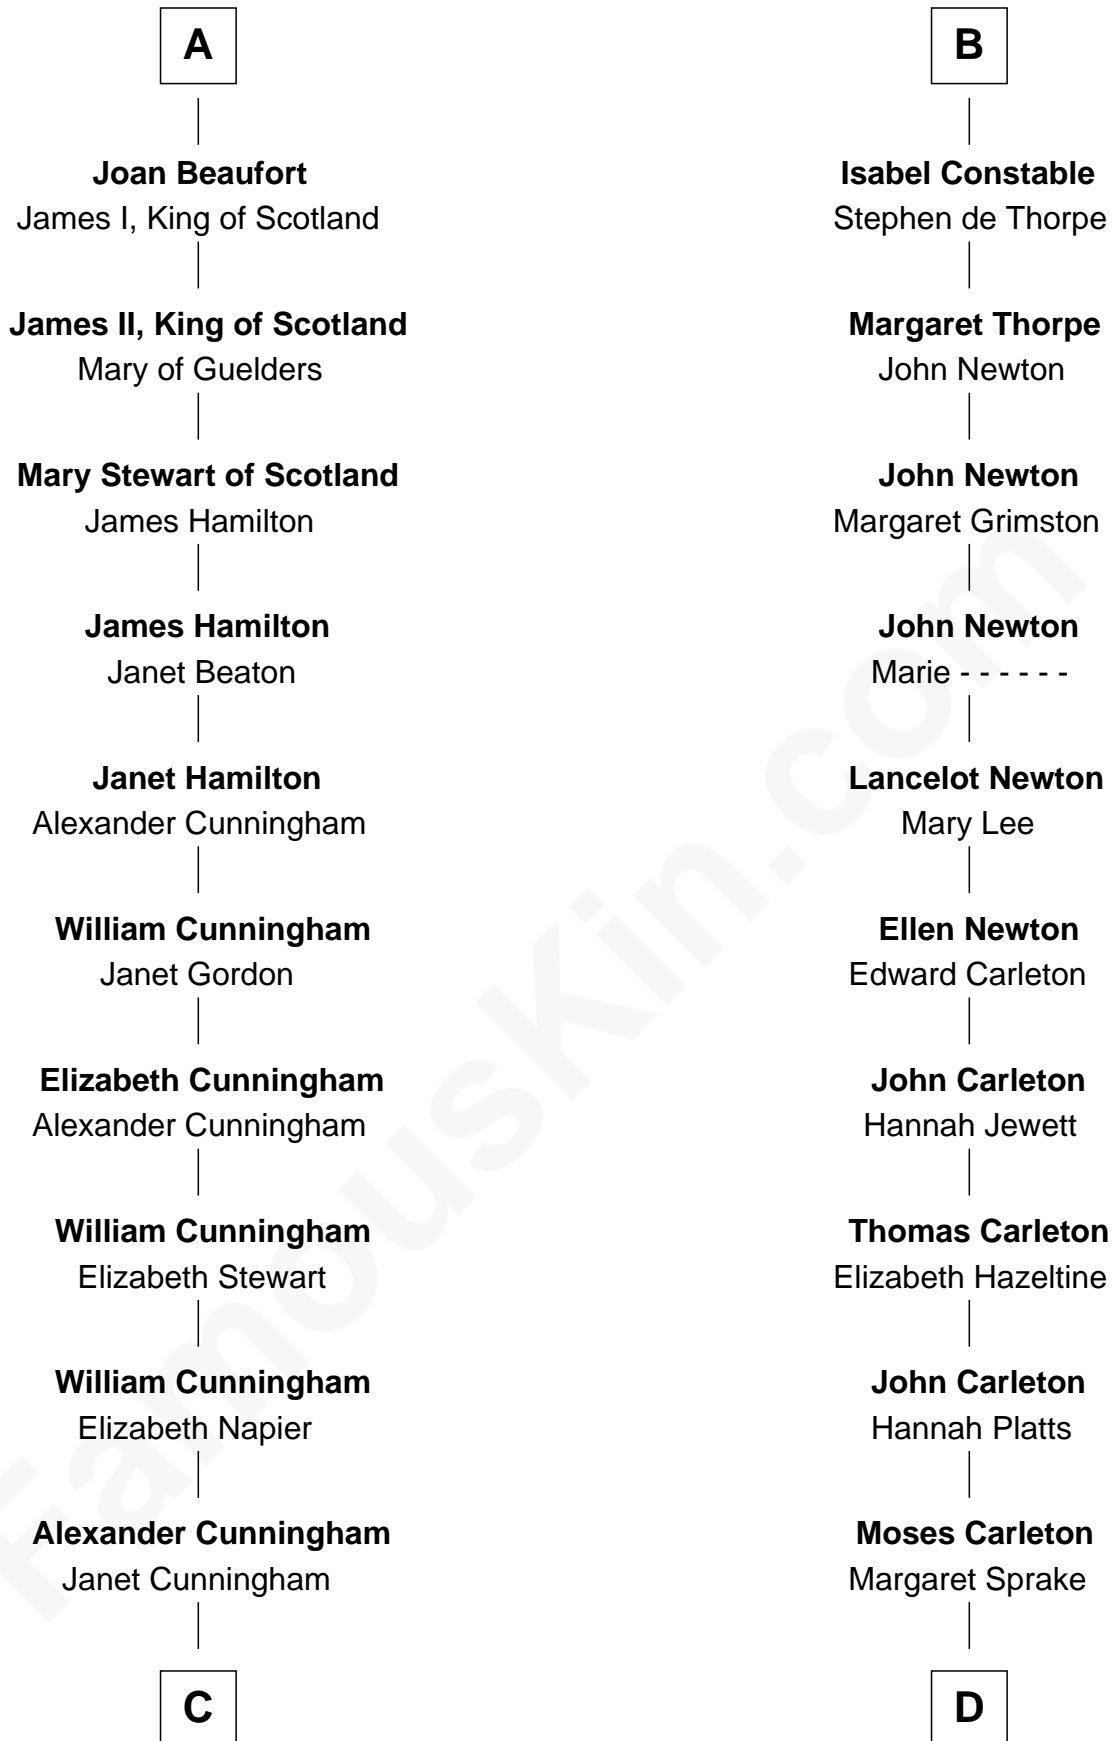 A
Joan Beaufort
James I, King of Scotland
James II, King of Scotland
Mary of Guelders
Mary Stewart of Scotland
James Hamilton
James Hamilton
Janet Beaton
Janet Hamilton
Alexander Cunningham
William Cunningham
Janet Gordon
Elizabeth Cunningham
Alexander Cunningham
William Cunningham
Elizabeth Stewart
William Cunningham
Elizabeth Napier
Alexander Cunningham
Janet Cunningham
C
B
Isabel Constable
Stephen de Thorpe
Margaret Thorpe
John Newton
John Newton
Margaret Grimston
John Newton
Marie - - - - - -
Lancelot Newton
Mary Lee
Ellen Newton
Edward Carleton
John Carleton
Hannah Jewett
Thomas Carleton
Elizabeth Hazeltine
John Carleton
Hannah Platts
Moses Carleton
Margaret Sprake
D
FamousKin.com